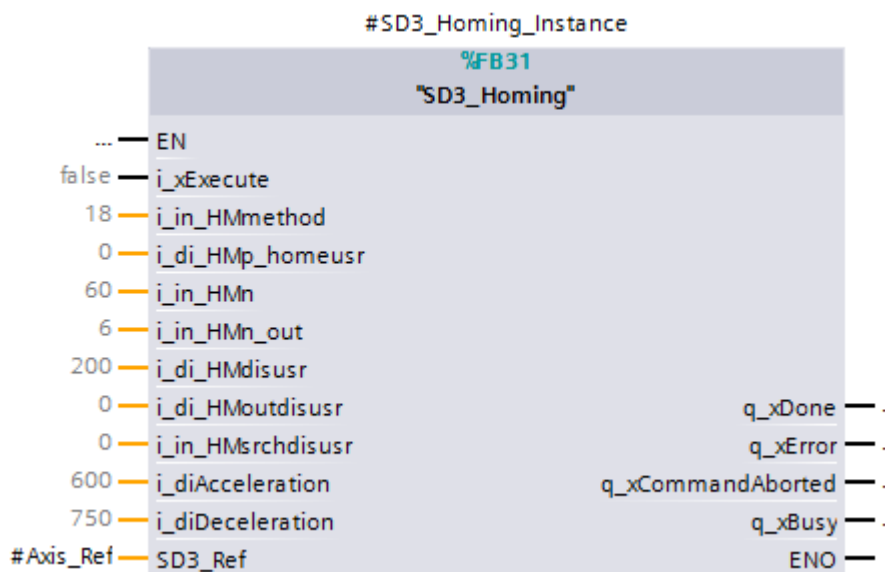 #SD3_Homing_Instance
%FB31
"SD3_Homing"
... EN
false i_xExecute
18 i_in_HMmethod
0 i_di_HMp_homeusr
60 i_in_HMn
6 i_in_HMn_out
200 i_di_HMdisusr
0 i_di_HMoutdisusr q_xDone
0 i_in_HMsrchdisusr q_xError
600 i_diAcceleration q_xCommandAborted
750 i_diDeceleration q_xBusy
#Axis_Ref SD3_Ref ENO